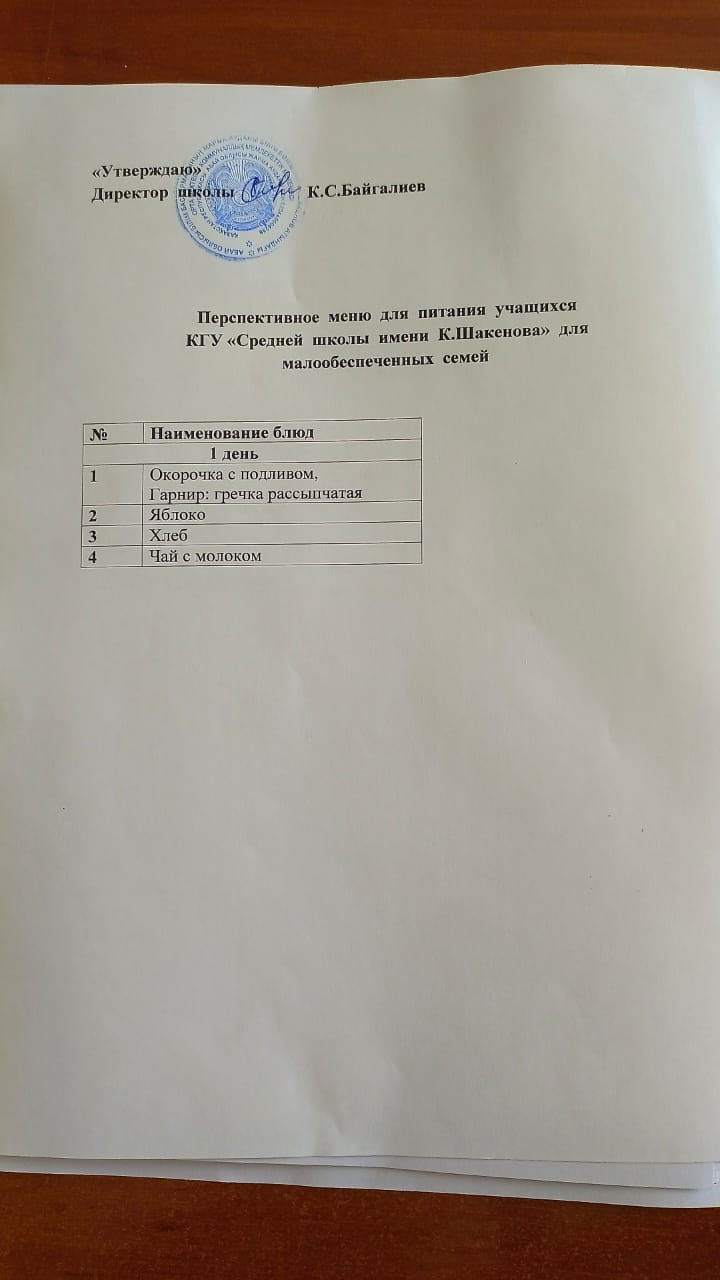 «Утверждаю»
Директор школы К.С.Байгалиев
Перспективное меню для питания учащихся
КГУ «Средней школы имени К.Шакенова» для
малообеспеченных семей
№ Наименование блюд
1 день
1 Окорочка с подливом,
Гарнир: гречка рассыпчатая
2 Яблоко
3 Хлеб
4 Чай с молоком